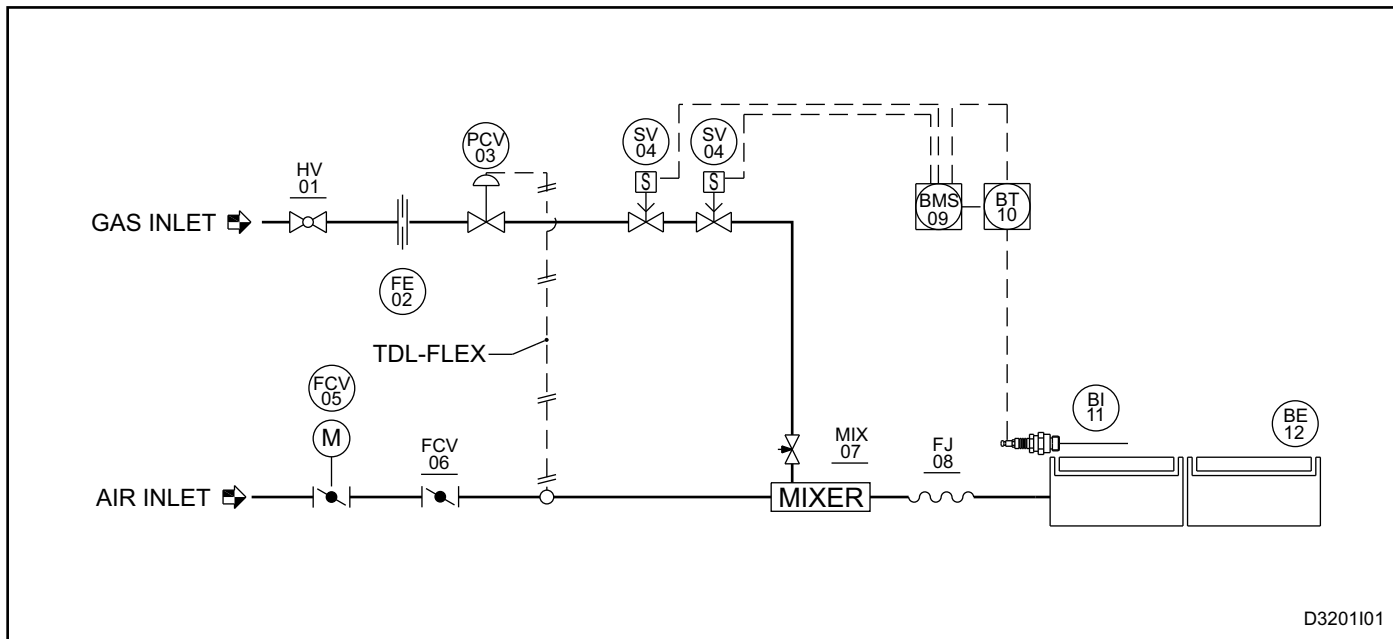 SV
04
SV
04
PCV
03
HV
01
S
S
BMS
09
BT
10
GAS INLET
FE
02
TDL-FLEX
FCV
05
M
FCV
06
MIX
07
FJ
08
BI
11
BE
12
AIR INLET
MIXER
D3201I01